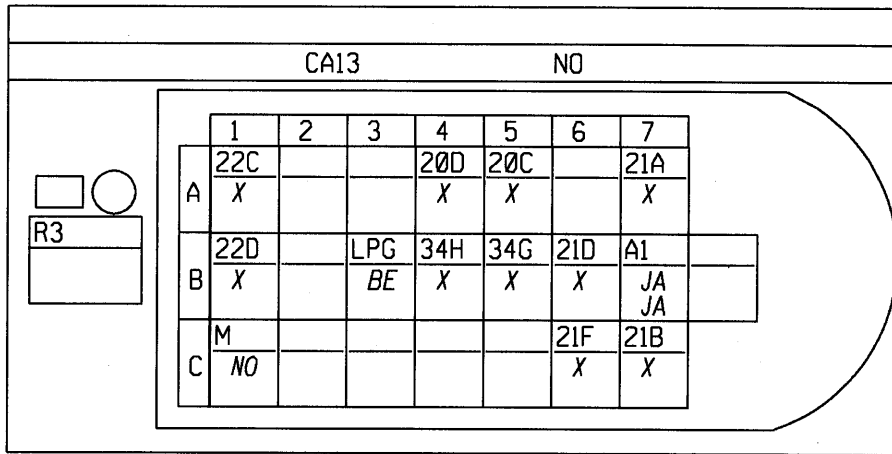 CA13 NO
1 2 3 4 5 6 7
22C 20D 20C 21A
A X X X X
R3
22D LPG 34H 34G 21D A1
B X BE X X X JA
JA
M 21F 21B
C NO X X